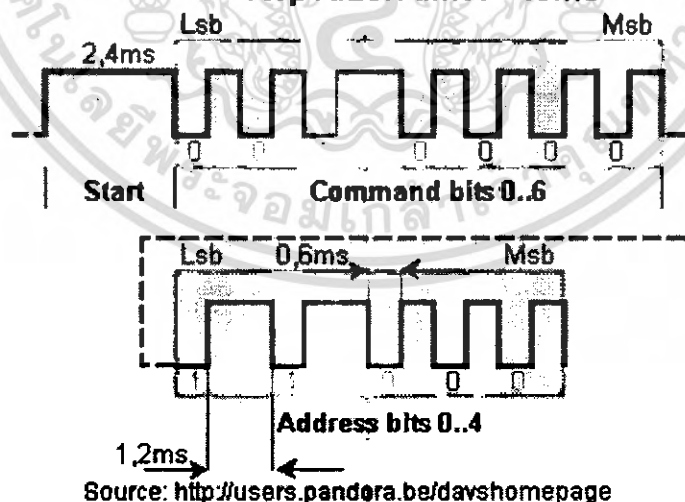 Lsb Msb
2,4ms
0 0 0 0 0 0
Start Command bits 0..6
Lsb 0,6ms Msb
1 1 0 0 0
Address bits 0..4
1,2ms
Source: http://users.pandora.be/davshomepage